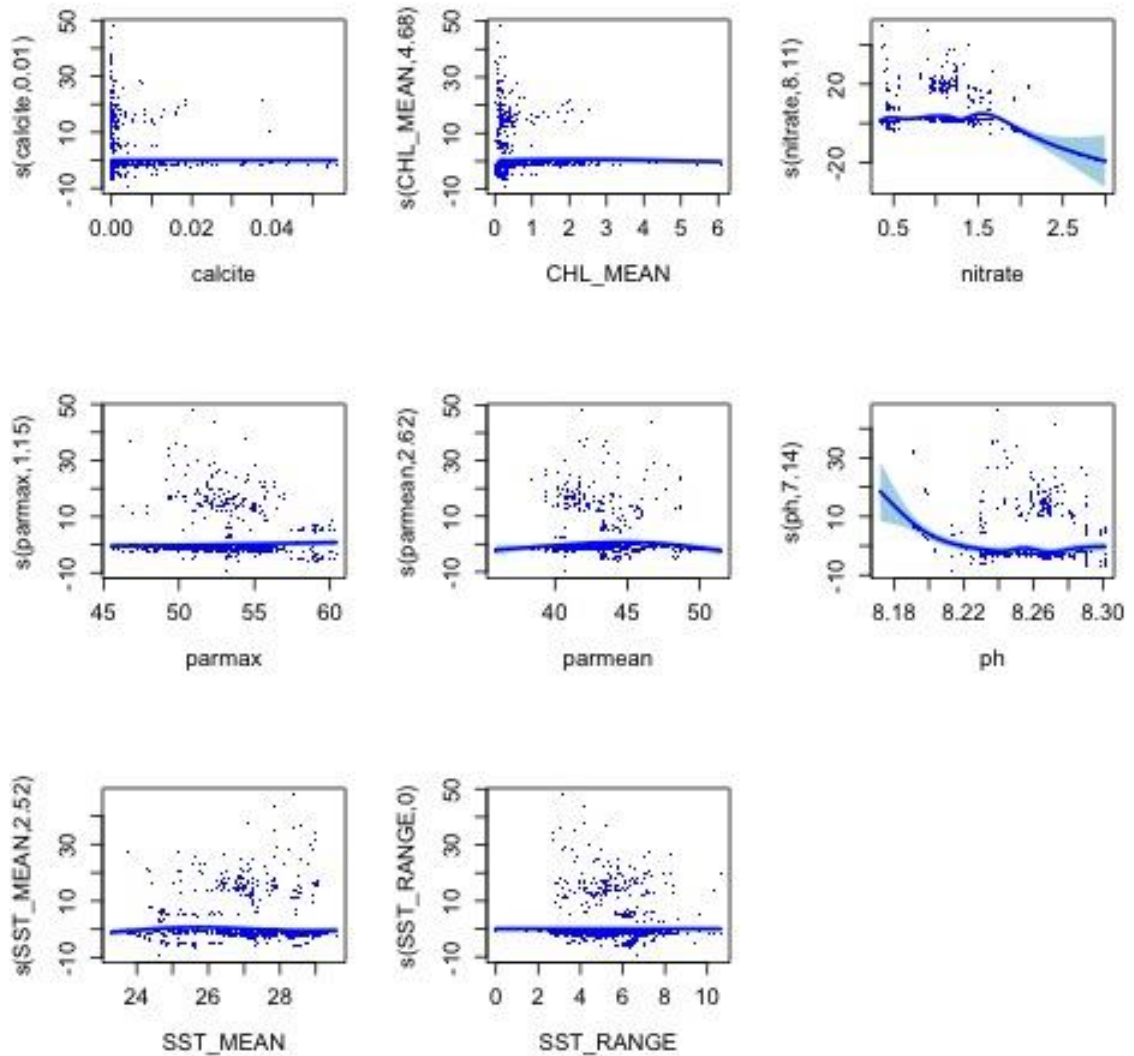 s(calcite,0.01)
50
30
10
-10
0.00 0.02 0.04
calcite
s(CHL_MEAN,4.68)
50
30
10
-10
0 1 2 3 4 5 6
CHL_MEAN
s(nitrate,8.11)
20
-20
0.5 1.5 2.5
nitrate
s(parmax,1.15)
50
30
10
-10
45 50 55 60
parmax
s(parmean,2.62)
50
30
10
-10
40 45 50
parmean
s(ph,7.14)
30
10
-10
8.18 8.22 8.26 8.30
ph
s(SST_MEAN,2.52)
30
10
-10
24 26 28
SST_MEAN
s(SST_RANGE,0)
50
30
10
-10
0 2 4 6 8 10
SST_RANGE